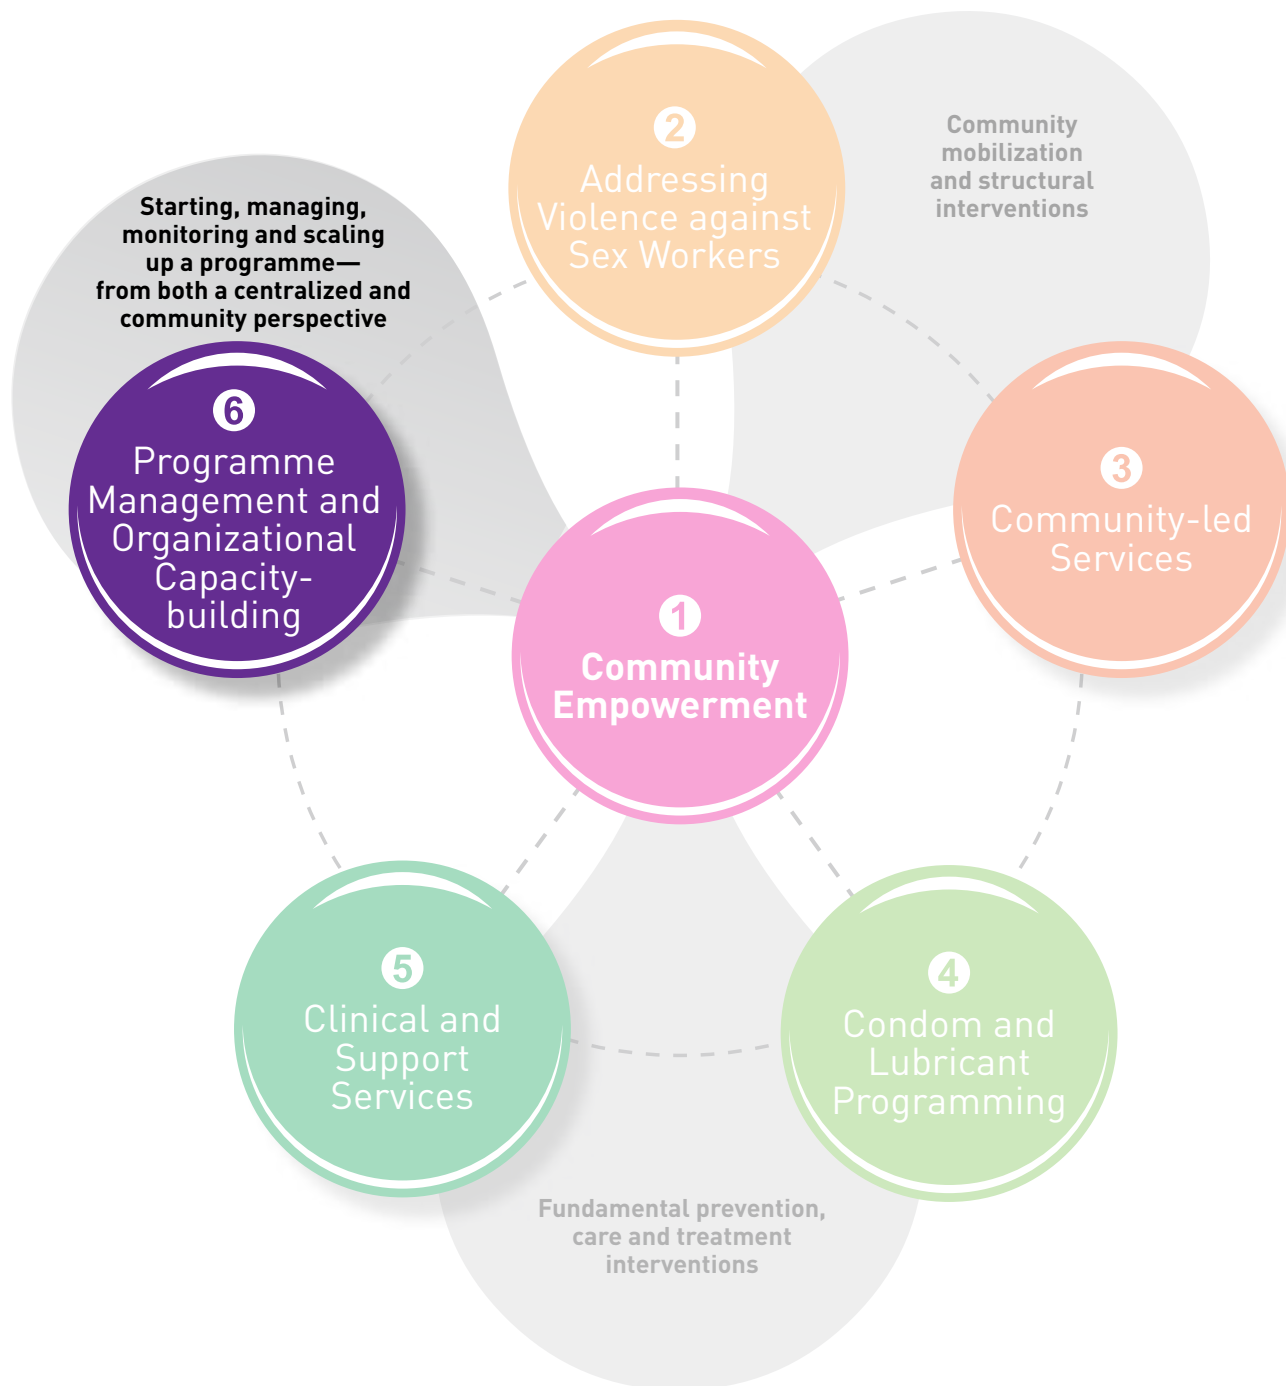 2
Addressing
Violence against
Sex Workers
Community
mobilization
and structural
interventions
Starting, managing,
monitoring and scaling
up a programme—
from both a centralized and
community perspective
6
Programme
Management and
Organizational
Capacity-
building
3
Community-led
Services
1
Community
Empowerment
5
Clinical and
Support
Services
4
Condom and
Lubricant
Programming
Fundamental prevention,
care and treatment
interventions